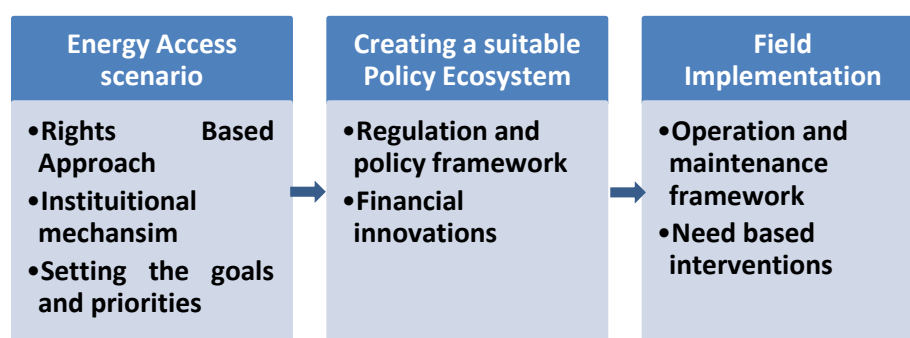 Energy Access
scenario
•Rights Based
Approach
•Instituitional
mechansim
•Setting the goals
and priorities
Creating a suitable
Policy Ecosystem
•Regulation and
policy framework
•Financial
innovations
Field
Implementation
•Operation and
maintenance
framework
•Need based
interventions